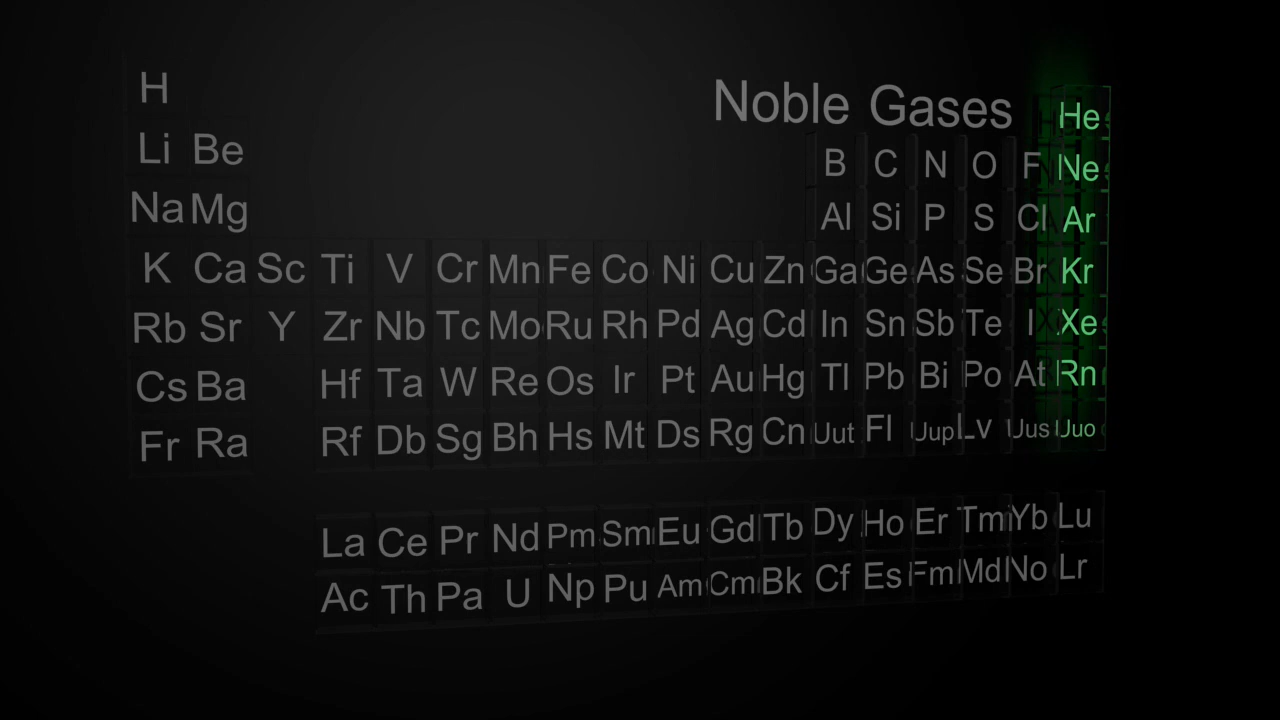 H Noble Gases He
Li Be B C N O F Ne
Na Mg Al Si P S Cl Ar
K Ca Sc Ti V Cr Mn Fe Co Ni Cu Zn Ga Ge As Se Br Kr
Rb Sr Y Zr Nb Tc Mo Ru Rh Pd Ag Cd In Sn Sb Te I Xe
Cs Ba Hf Ta W Re Os Ir Pt Au Hg Tl Pb Bi Po At Rn
Fr Ra Rf Db Sg Bh Hs Mt Ds Rg Cn Uut Fl Uup Lv Uus Uuo
La Ce Pr Nd Pm Sm Eu Gd Tb Dy Ho Er Tm Yb Lu
Ac Th Pa U Np Pu Am Cm Bk Cf Es Fm Md No Lr